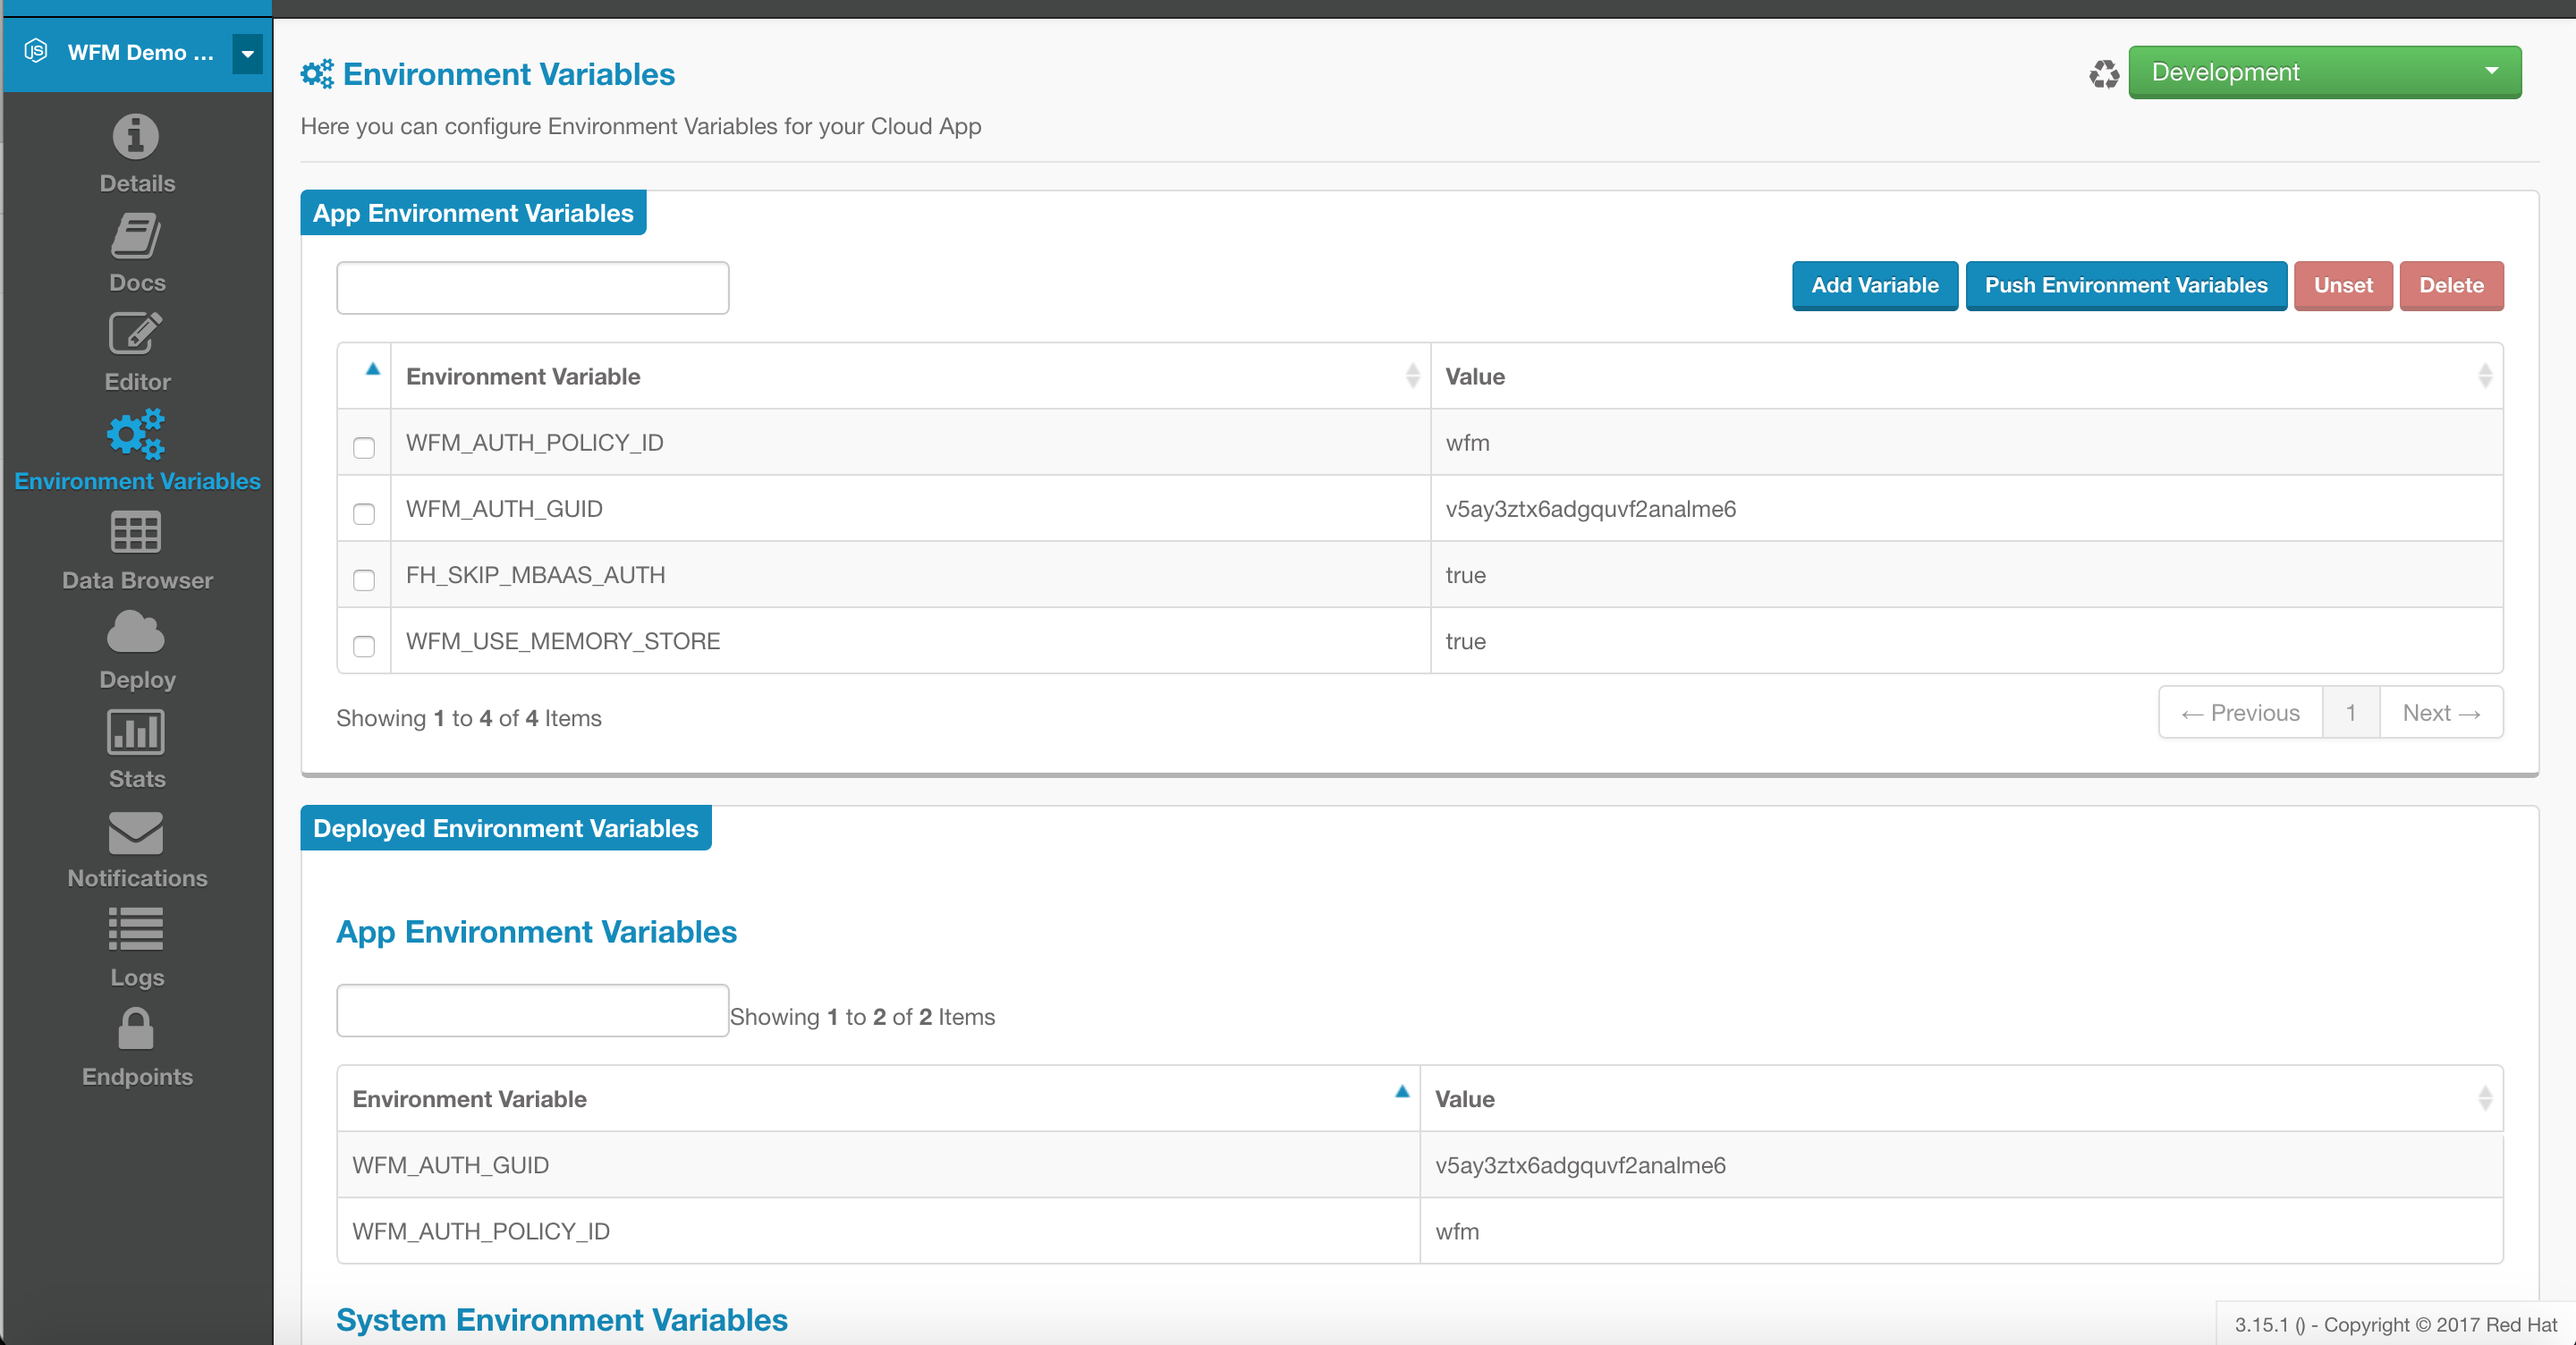 WFM Demo ...
Details
Docs
Editor
Environment Variables
Data Browser
Deploy
Stats
Notifications
Logs
Endpoints
Environment Variables
Development
Here you can configure Environment Variables for your Cloud App
App Environment Variables
Add Variable Push Environment Variables Unset Delete
Environment Variable Value
WFM_AUTH_POLICY_ID wfm
WFM_AUTH_GUID v5ay3ztx6adgquvf2analme6
FH_SKIP_MBAAS_AUTH true
WFM_USE_MEMORY_STORE true
Showing 1 to 4 of 4 Items
← Previous 1 Next →
Deployed Environment Variables
App Environment Variables
Showing 1 to 2 of 2 Items
Environment Variable Value
WFM_AUTH_GUID v5ay3ztx6adgquvf2analme6
WFM_AUTH_POLICY_ID wfm
System Environment Variables
3.15.1 () - Copyright © 2017 Red Hat